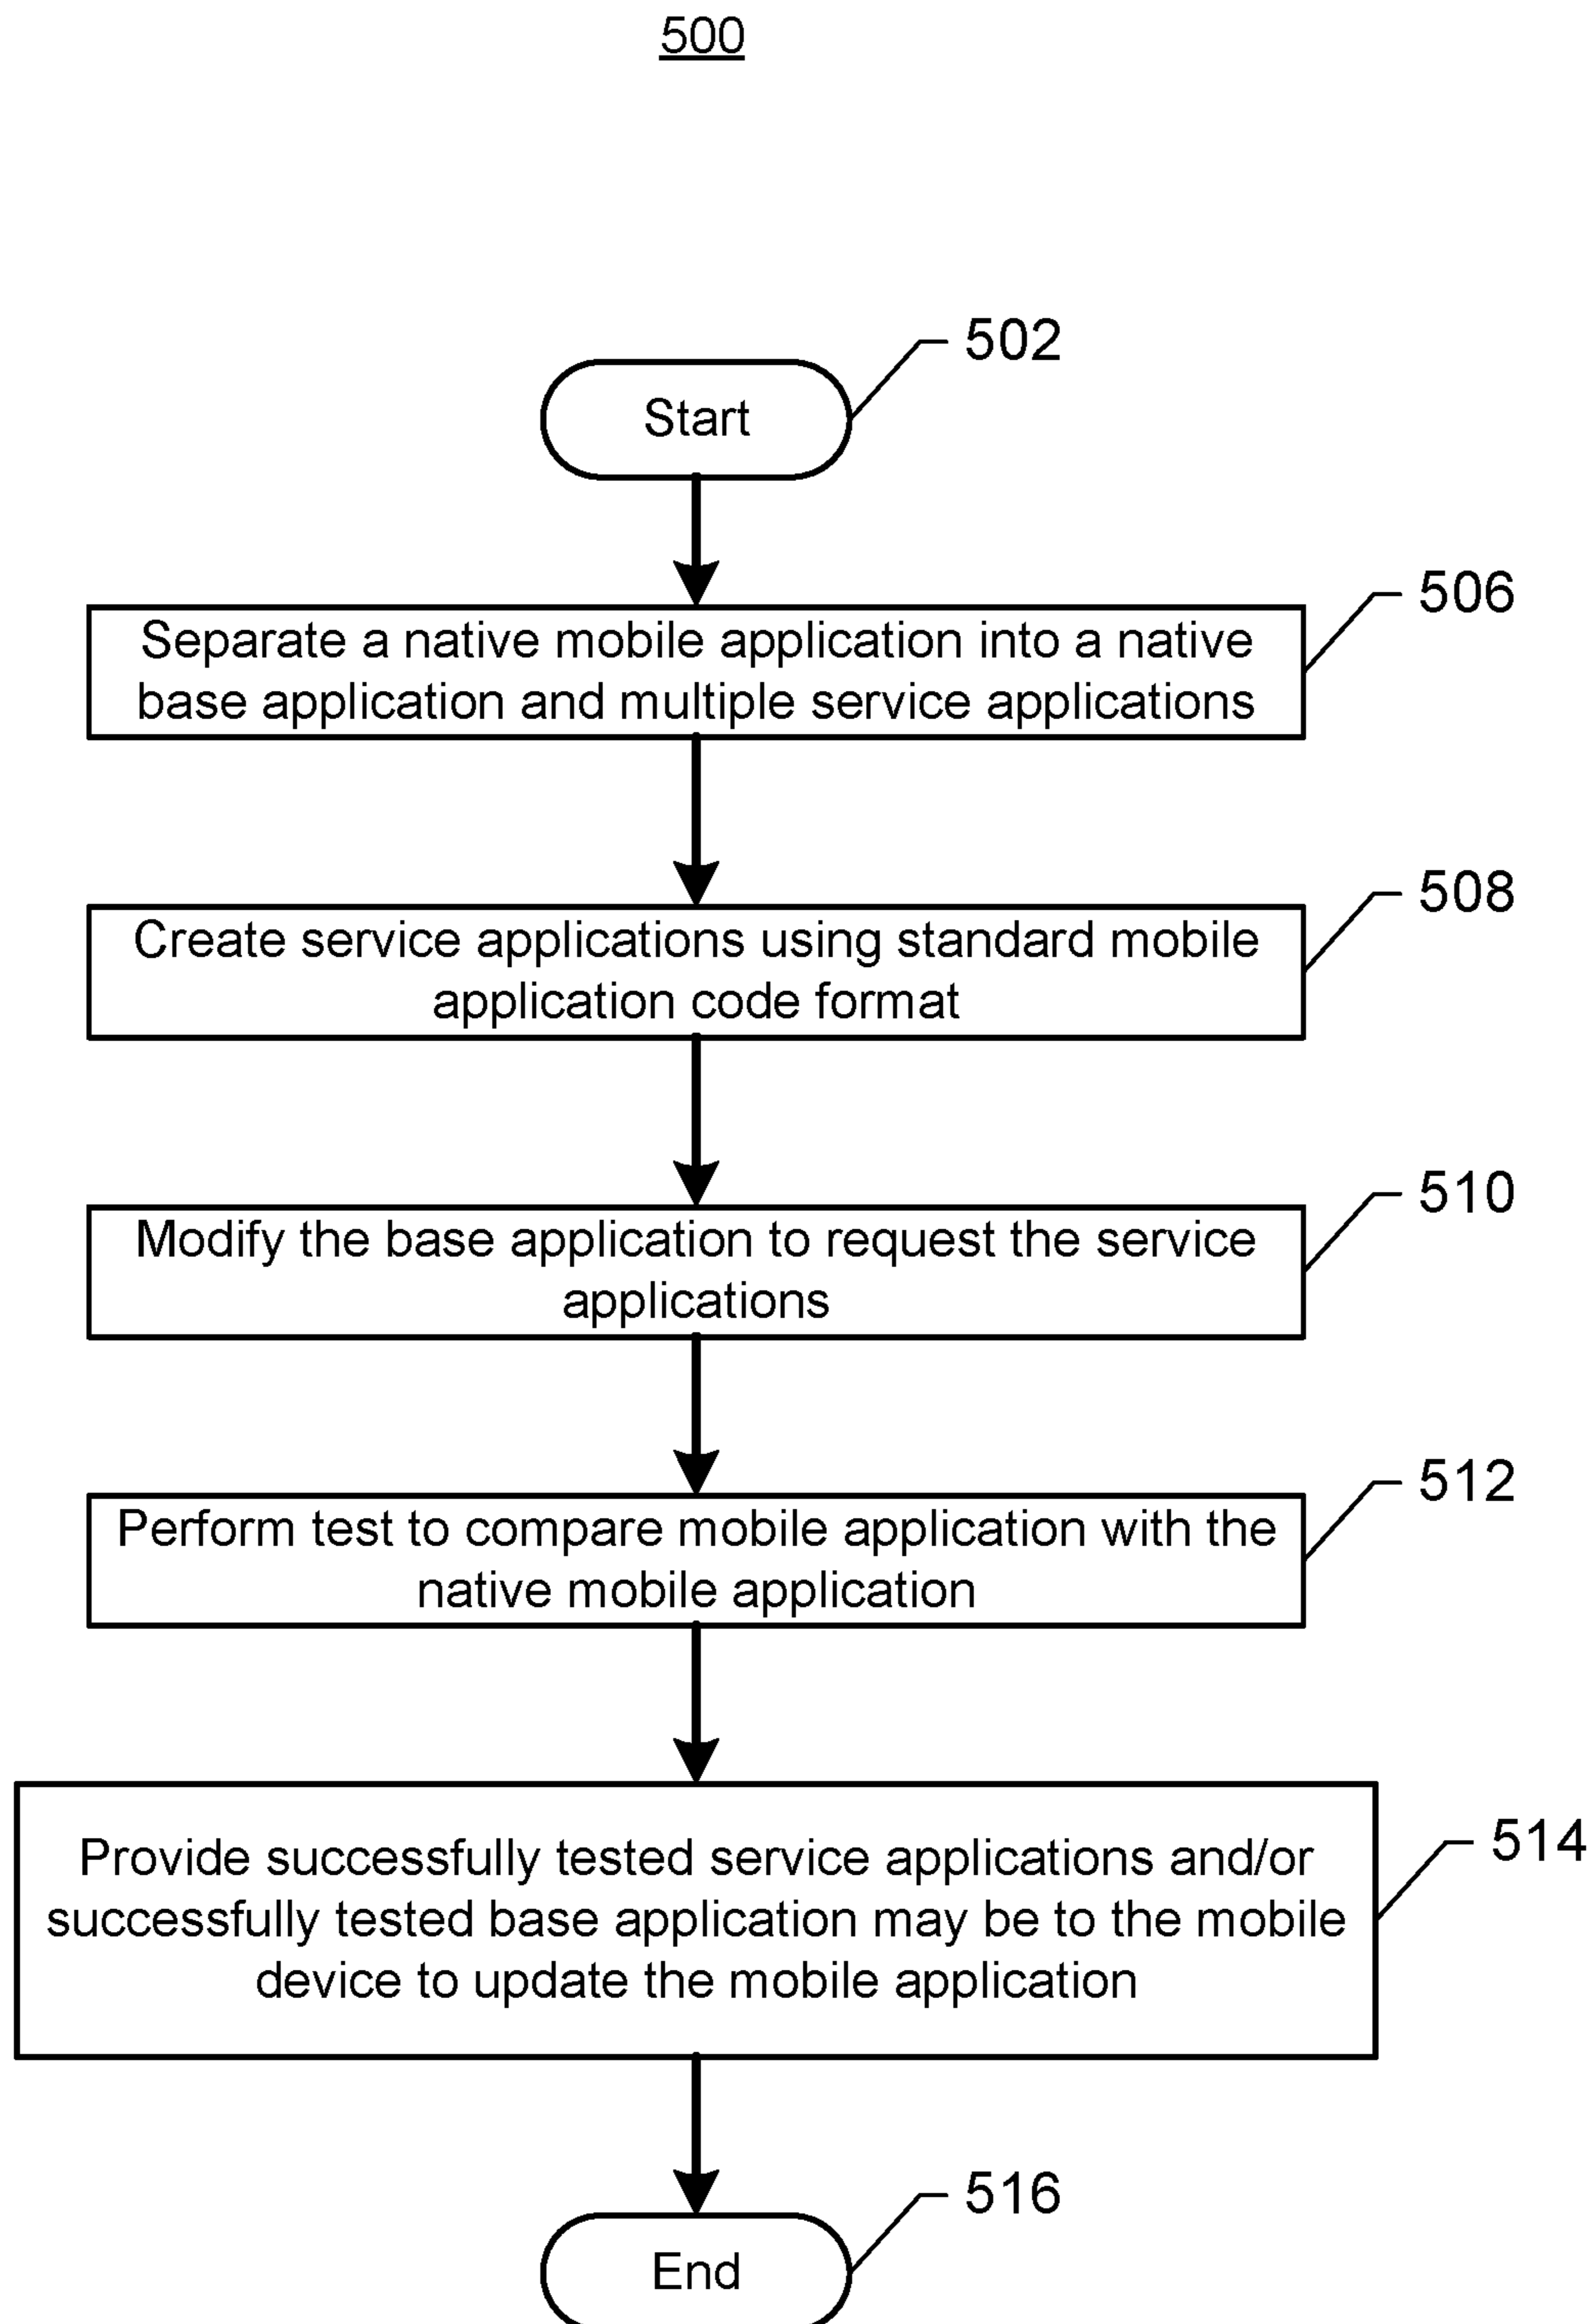 500
502
Start
506
Separate a native mobile application into a native
base application and multiple service applications
508
Create service applications using standard mobile
application code format
510
Modify the base application to request the service
applications
512
Perform test to compare mobile application with the
native mobile application
514
Provide successfully tested service applications and/or
successfully tested base application may be to the mobile
device to update the mobile application
516
End